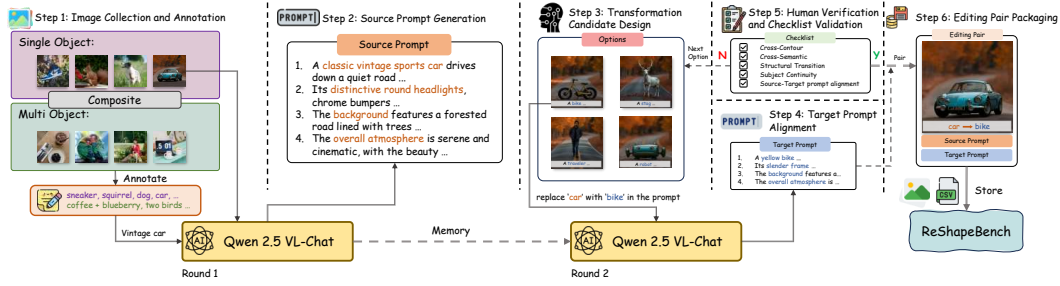 Step 1: Image Collection and Annotation
Single Object:
Composite
Multi Object:
Annotate
sneaker, squirrel, dog, car, ...
coffee + blueberry, two birds ...
Vintage car
PROMPT
Step 2: Source Prompt Generation
Source Prompt
1. A classic vintage sports car drives
down a quiet road ...
2. Its distinctive round headlights,
chrome bumpers ...
3. The background features a forested
road lined with trees ...
4. The overall atmosphere is serene and
cinematic, with the beauty ...
AI
Qwen 2.5 VL-Chat
Round 1
Memory
Step 3: Transformation
Candidate Design
Options
A bike ...
A stag ...
A traveler ...
A robot ...
replace 'car' with 'bike' in the prompt
AI
Qwen 2.5 VL-Chat
Round 2
Step 5: Human Verification
and Checklist Validation
Checklist
Cross-Contour
Cross-Semantic
Structural Transition
Subject Continuity
Source-Target prompt alignment
Next
Option
N
Y
Pair
PROMPT
Step 4: Target Prompt
Alignment
Target Prompt
1. A yellow bike ...
2. Its slender frame ...
3. The background features a...
4. The overall atmosphere is ...
Step 6: Editing Pair Packaging
Editing Pair
car → bike
Source Prompt
Target Prompt
CSV
Store
ReShapeBench